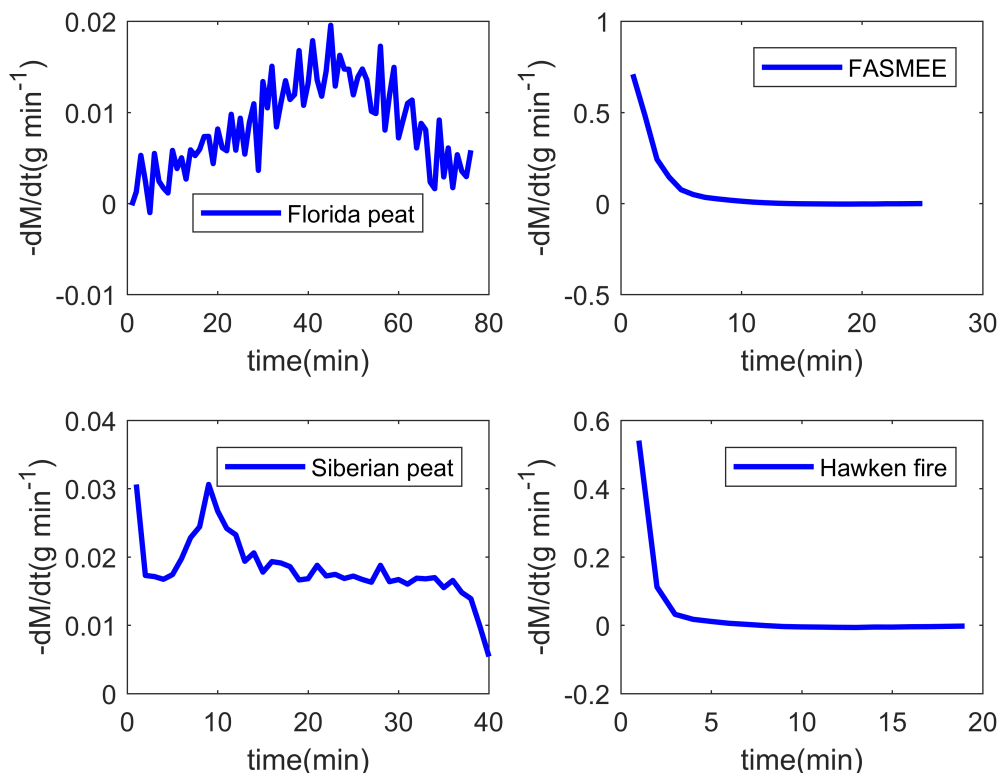 0.02
0.01
0
-0.01
-dM/dt(g min-1)
Florida peat
0 20 40 60 80
time(min)
1
0.5
0
-0.5
-dM/dt(g min-1)
FASMEE
0 10 20 30
time(min)
0.04
0.03
0.02
0.01
0
-dM/dt(g min-1)
Siberian peat
0 10 20 30 40
time(min)
0.6
0.4
0.2
0
-0.2
-dM/dt(g min-1)
Hawken fire
0 5 10 15 20
time(min)